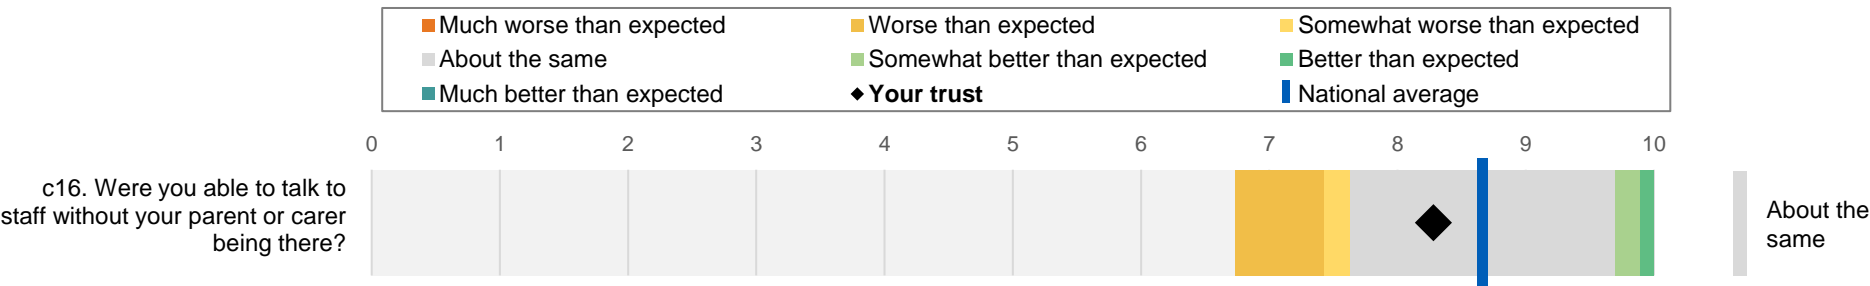 Much worse than expected
Worse than expected
Somewhat worse than expected
About the same
Somewhat better than expected
Better than expected
Much better than expected
Your trust
National average
0 1 2 3 4 5 6 7 8 9 10
c16. Were you able to talk to
staff without your parent or carer
being there?
About the
same